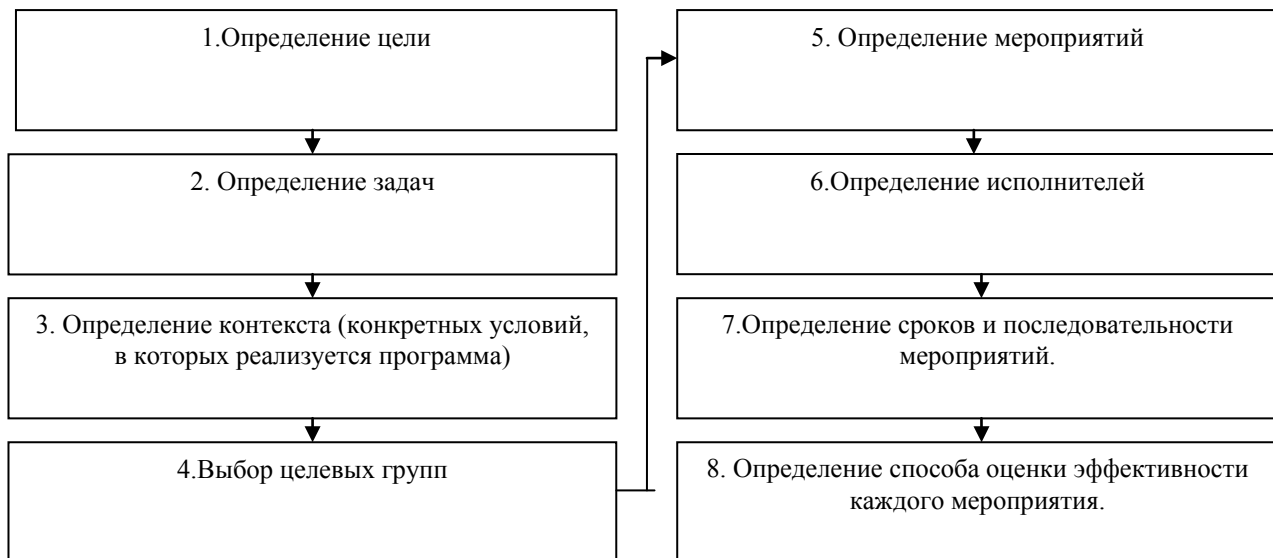 1.Определение цели
2. Определение задач
3. Определение контекста (конкретных условий,
в которых реализуется программа)
4.Выбор целевых групп
5. Определение мероприятий
6.Определение исполнителей
7.Определение сроков и последовательности
мероприятий.
8. Определение способа оценки эффективности
каждого мероприятия.